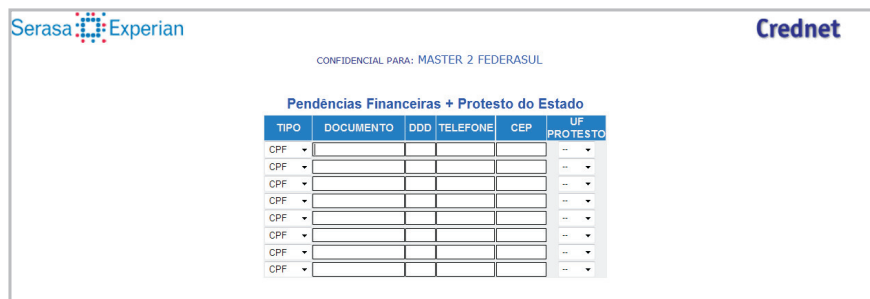 Serasa Experian
Crednet
CONFIDENCIAL PARA: MASTER 2 FEDERASUL
Pendências Financeiras + Protesto do Estado
TIPO DOCUMENTO DDD TELEFONE CEP UF PROTESTO
CPF --
CPF --
CPF --
CPF --
CPF --
CPF --
CPF --
CPF --